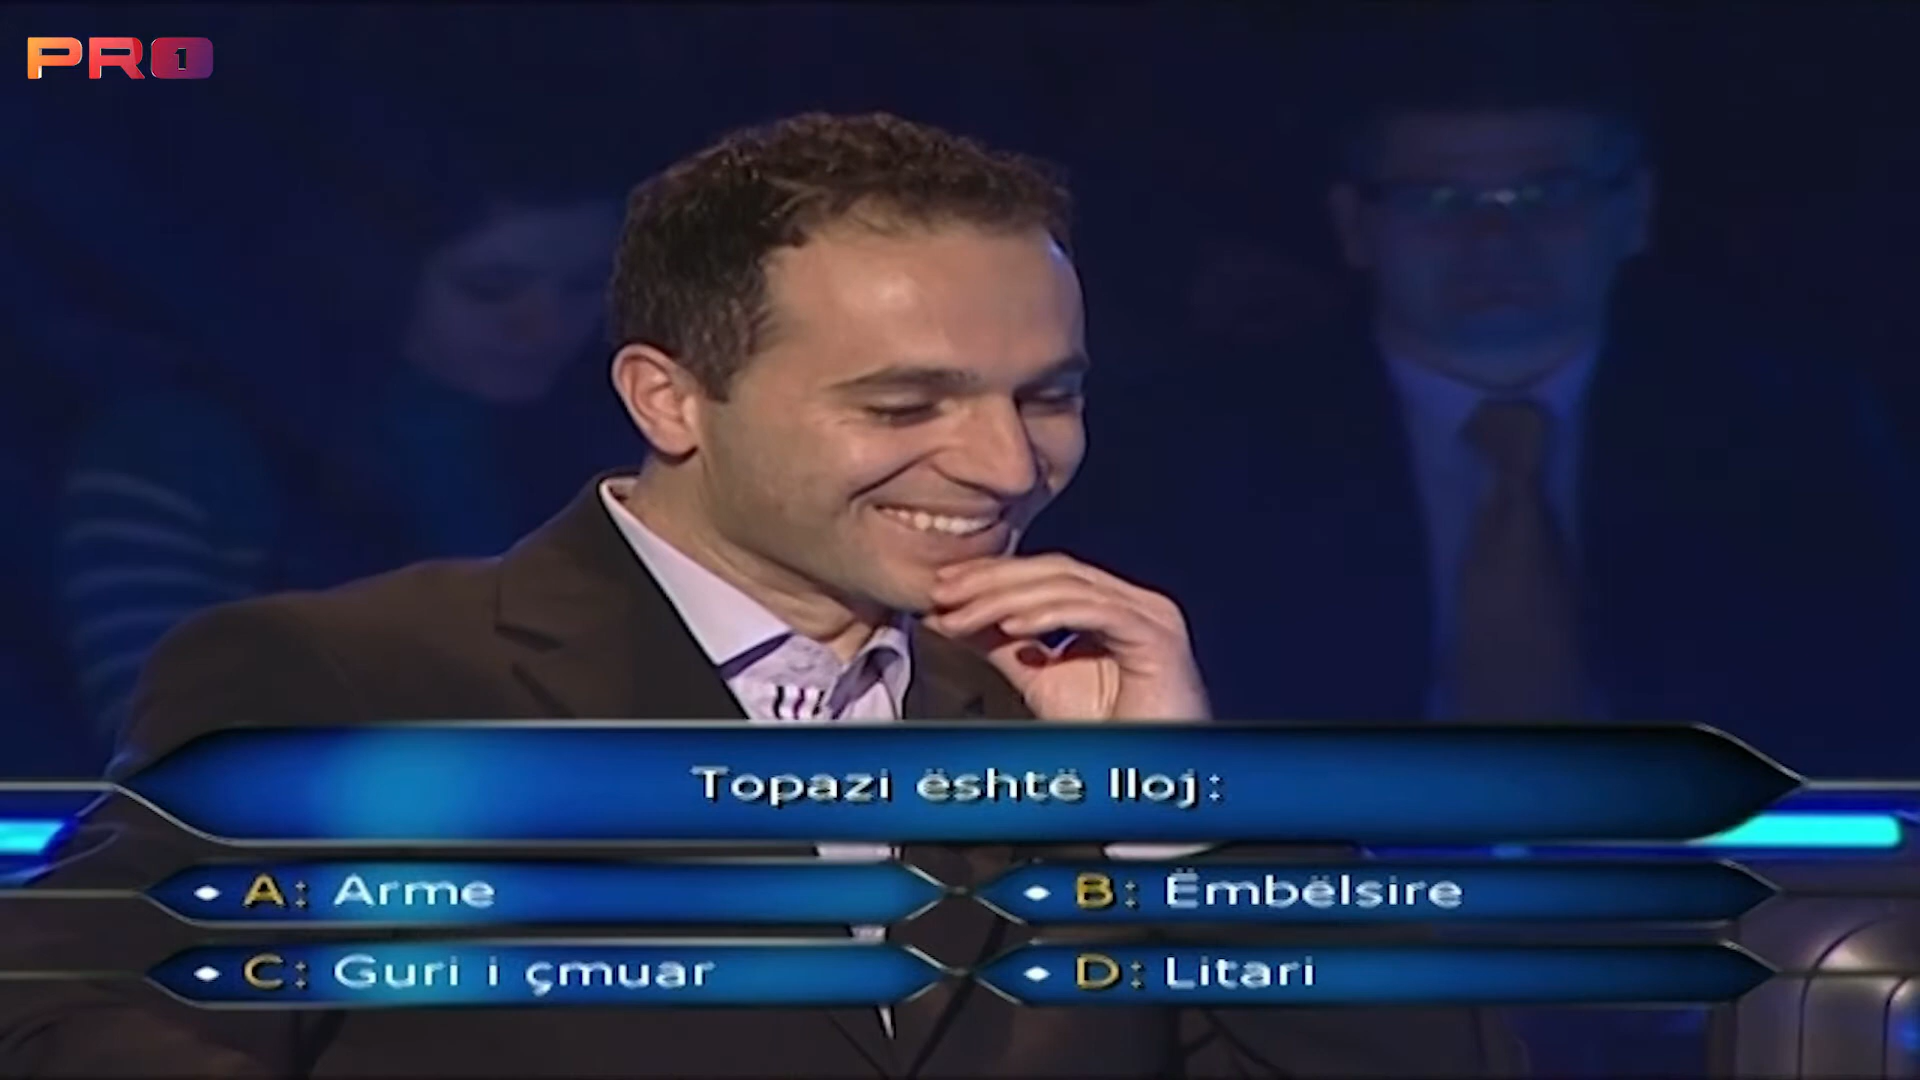 PRO1
Topazi është lloj:
A: Arme
B: Ëmbëlsire
C: Guri i çmuar
D: Litari